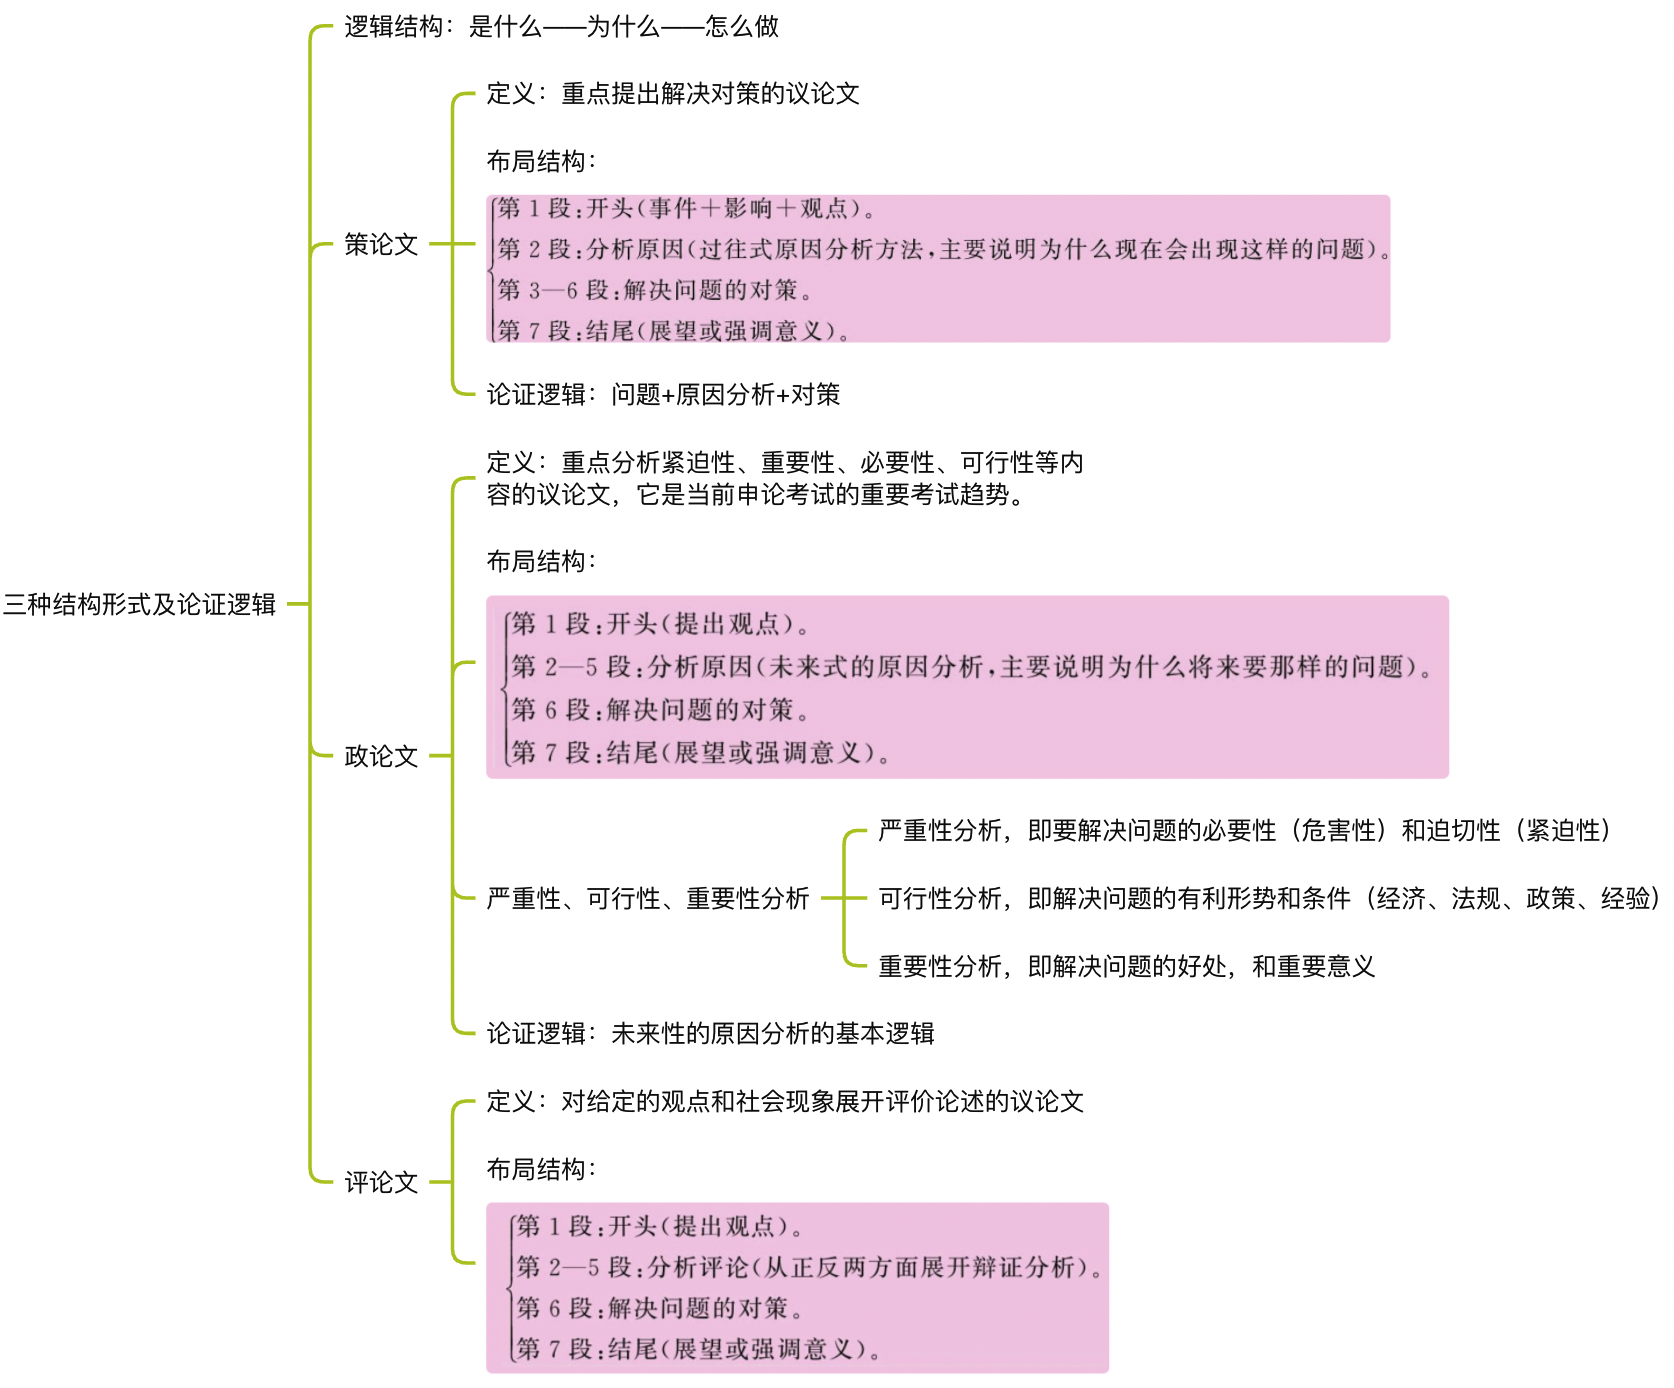 逻辑结构：是什么——为什么——怎么做
定义：重点提出解决对策的议论文
布局结构：
第1段：开头（事件＋影响＋观点）。
第2段：分析原因（过往式原因分析方法，主要说明为什么现在会出现这样的问题）。
第3—6段：解决问题的对策。
第7段：结尾（展望或强调意义）。
策论文
论证逻辑：问题+原因分析+对策
定义：重点分析紧迫性、重要性、必要性、可行性等内
容的议论文，它是当前申论考试的重要考试趋势。
布局结构：
第1段：开头（提出观点）。
第2—5段：分析原因（未来式的原因分析，主要说明为什么将来要那样的问题）。
第6段：解决问题的对策。
第7段：结尾（展望或强调意义）。
三种结构形式及论证逻辑
政论文
严重性、可行性、重要性分析
严重性分析，即要解决问题的必要性（危害性）和迫切性（紧迫性）
可行性分析，即解决问题的有利形势和条件（经济、法规、政策、经验）
重要性分析，即解决问题的好处，和重要意义
论证逻辑：未来性的原因分析的基本逻辑
定义：对给定的观点和社会现象展开评价论述的议论文
评论文
布局结构：
第1段：开头（提出观点）。
第2—5段：分析评论（从正反两方面展开辩证分析）。
第6段：解决问题的对策。
第7段：结尾（展望或强调意义）。